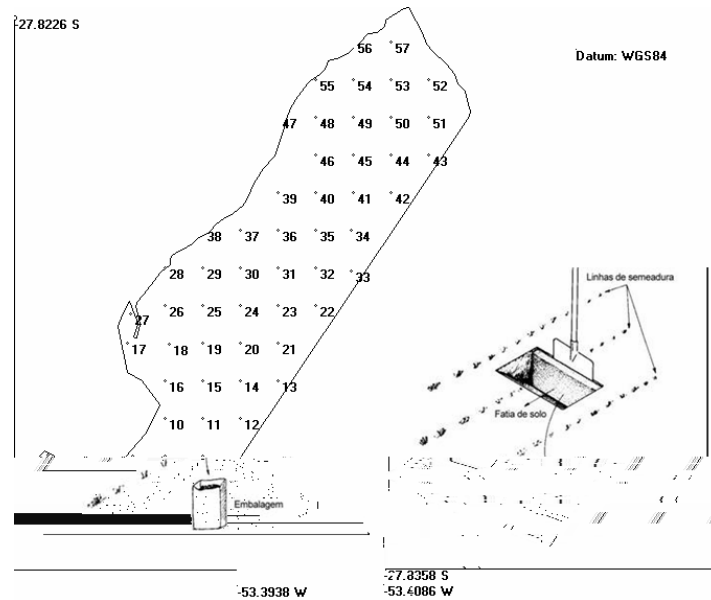 -27.8226 S
Datum: WGS84
56 57
55 54 53 52
47 48 49 50 51
46 45 44 43
39 40 41 42
38 37 36 35 34
28 29 30 31 32 33
Linhas de semeadura
27 26 25 24 23 22
17 18 19 20 21
16 15 14 13
Fatia de solo
10 11 12
Embalagem
-27.8358 S
-53.3938 W
-53.4086 W